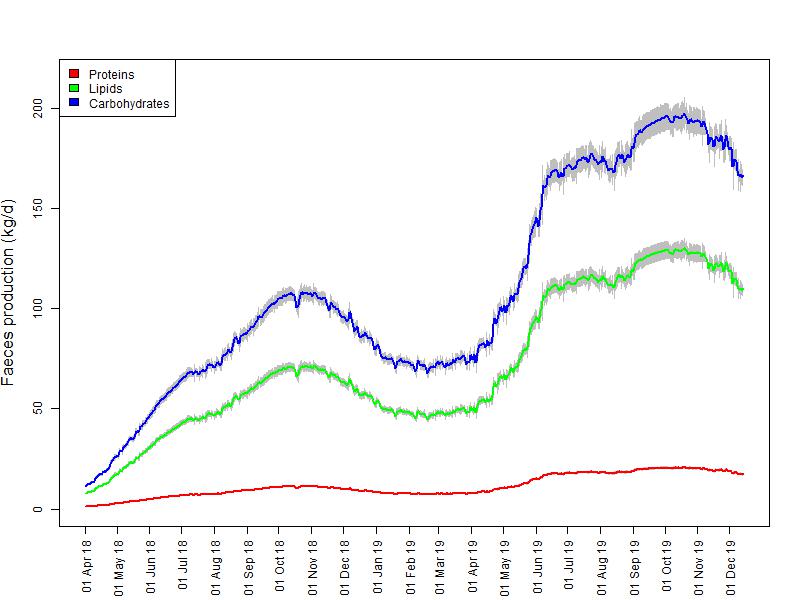 Proteins
Lipids
Carbohydrates
Faeces production (kg/d)
200
150
100
50
0
01 Apr 18
01 May 18
01 Jun 18
01 Jul 18
01 Aug 18
01 Sep 18
01 Oct 18
01 Nov 18
01 Dec 18
01 Jan 19
01 Feb 19
01 Mar 19
01 Apr 19
01 May 19
01 Jun 19
01 Jul 19
01 Aug 19
01 Sep 19
01 Oct 19
01 Nov 19
01 Dec 19